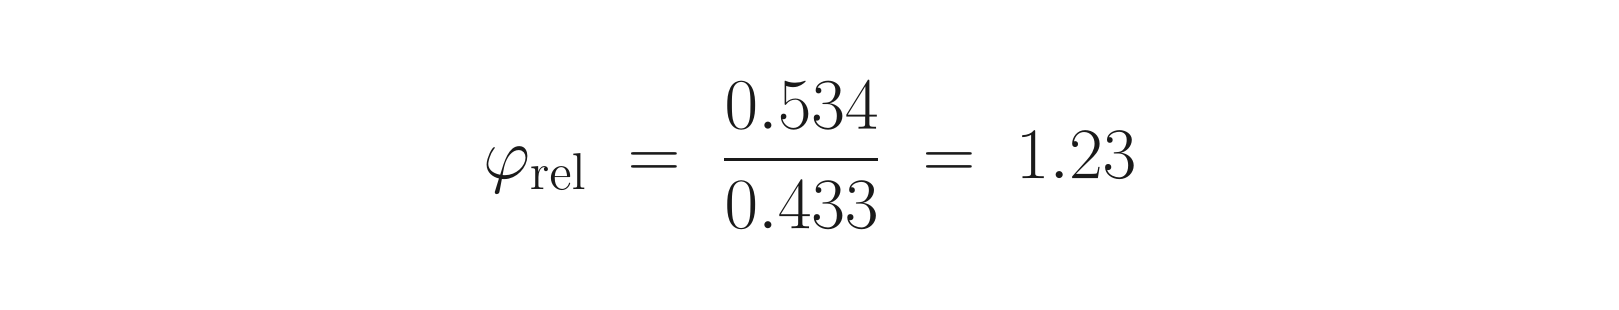 φ_rel = 0.534 / 0.433 = 1.23